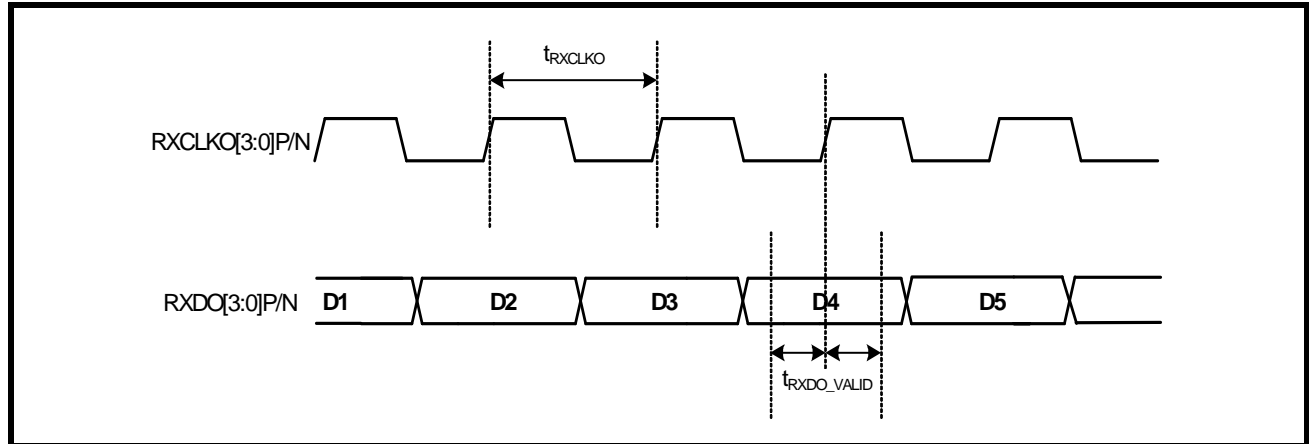 tRXCLKO
RXCLKO[3:0]P/N
RXDO[3:0]P/N D1 D2 D3 D4 D5
tRXDO_VALID